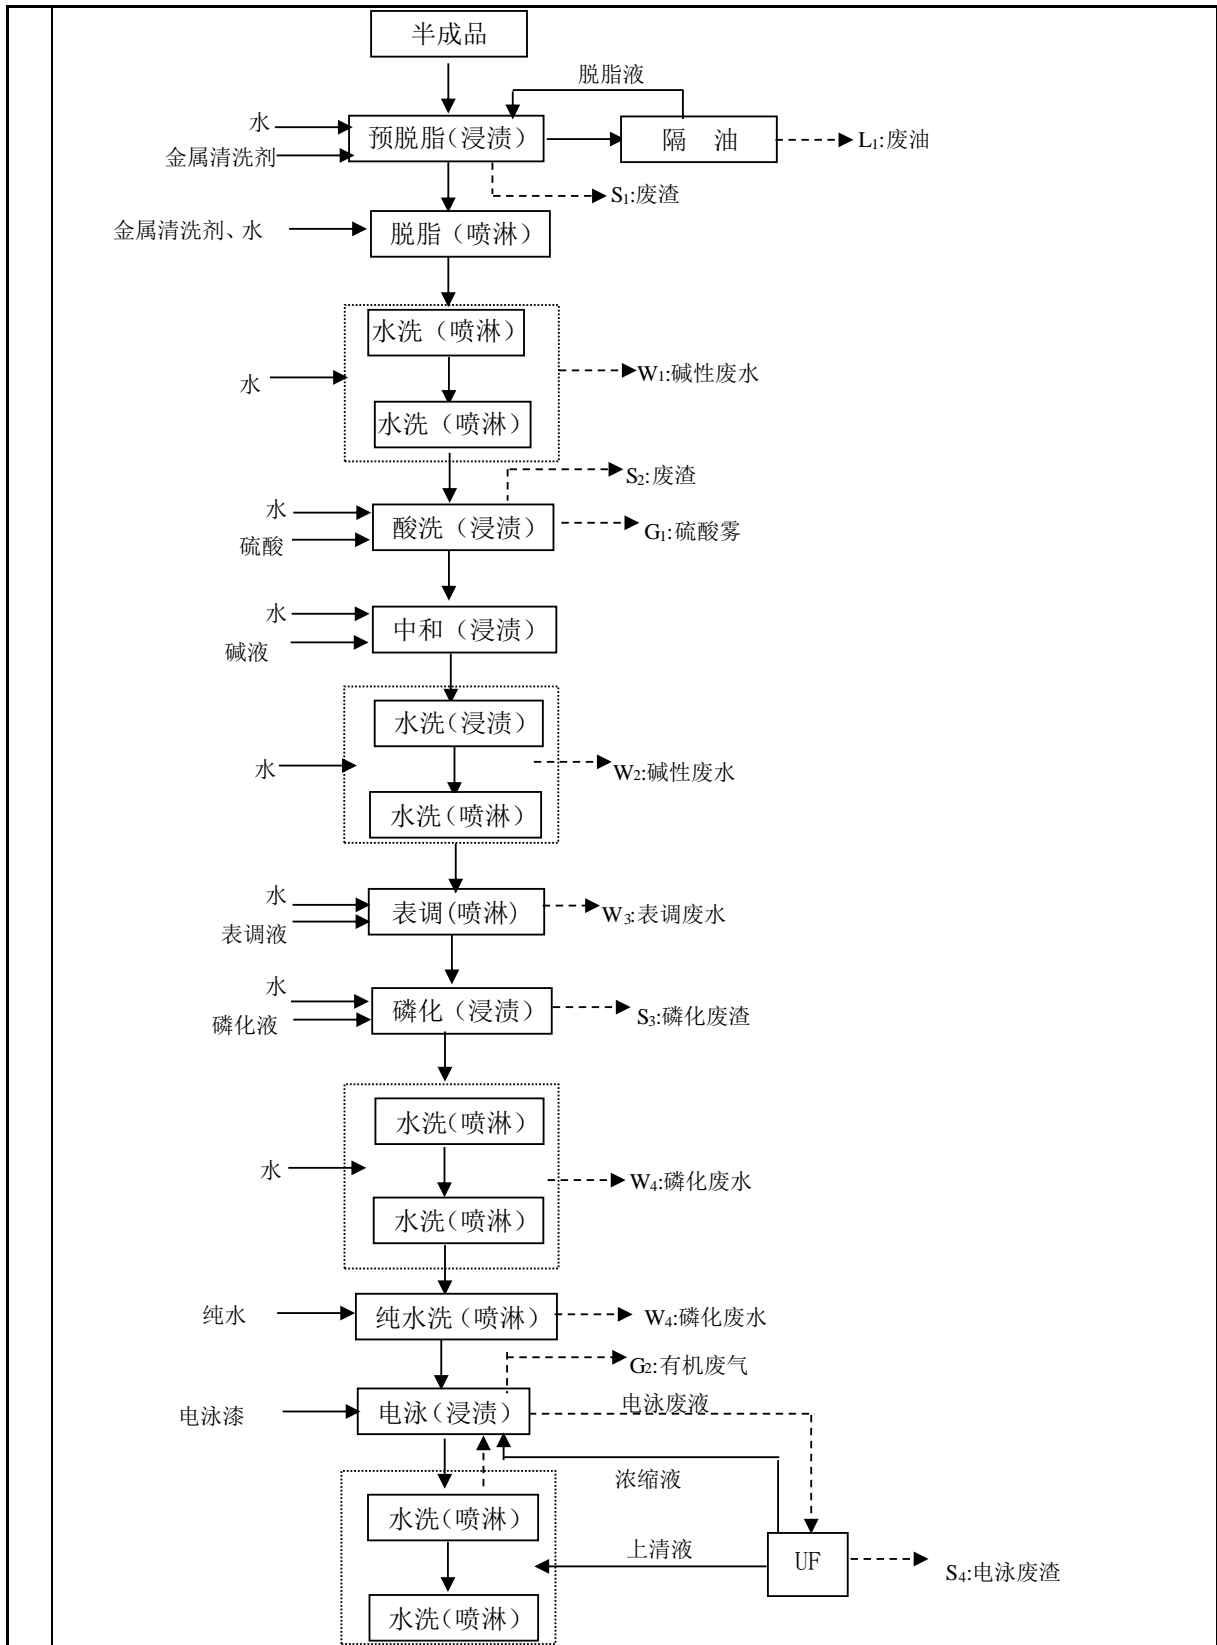 半成品
脱脂液
水
预脱脂(浸渍)
隔 油
L1:废油
金属清洗剂
S1:废渣
金属清洗剂、水
脱脂（喷淋）
水洗（喷淋）
水
W1:碱性废水
水洗（喷淋）
S2:废渣
水
酸洗（浸渍）
G1:硫酸雾
硫酸
水
中和（浸渍）
碱液
水洗(浸渍)
水
W2:碱性废水
水洗(喷淋)
水
表调(喷淋)
W3:表调废水
表调液
水
磷化（浸渍）
S3:磷化废渣
磷化液
水洗(喷淋)
水
W4:磷化废水
水洗(喷淋)
纯水
纯水洗(喷淋)
W4:磷化废水
G2:有机废气
电泳漆
电泳(浸渍)
电泳废液
浓缩液
水洗(喷淋)
上清液
UF
S4:电泳废渣
水洗(喷淋)